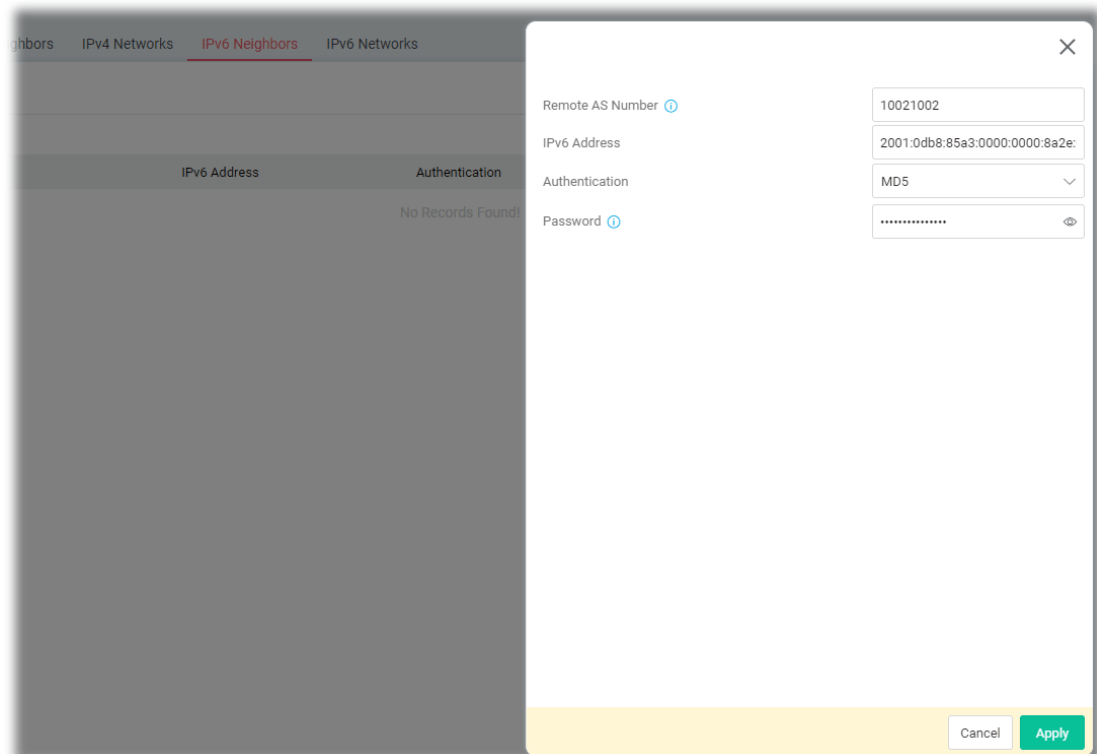 ghbors IPv4 Networks IPv6 Neighbors IPv6 Networks
IPv6 Address Authentication
No Records Found!
Remote AS Number 10021002
IPv6 Address 2001:0db8:85a3:0000:0000:8a2e:
Authentication MD5
Password •••••••••••••••
Cancel Apply